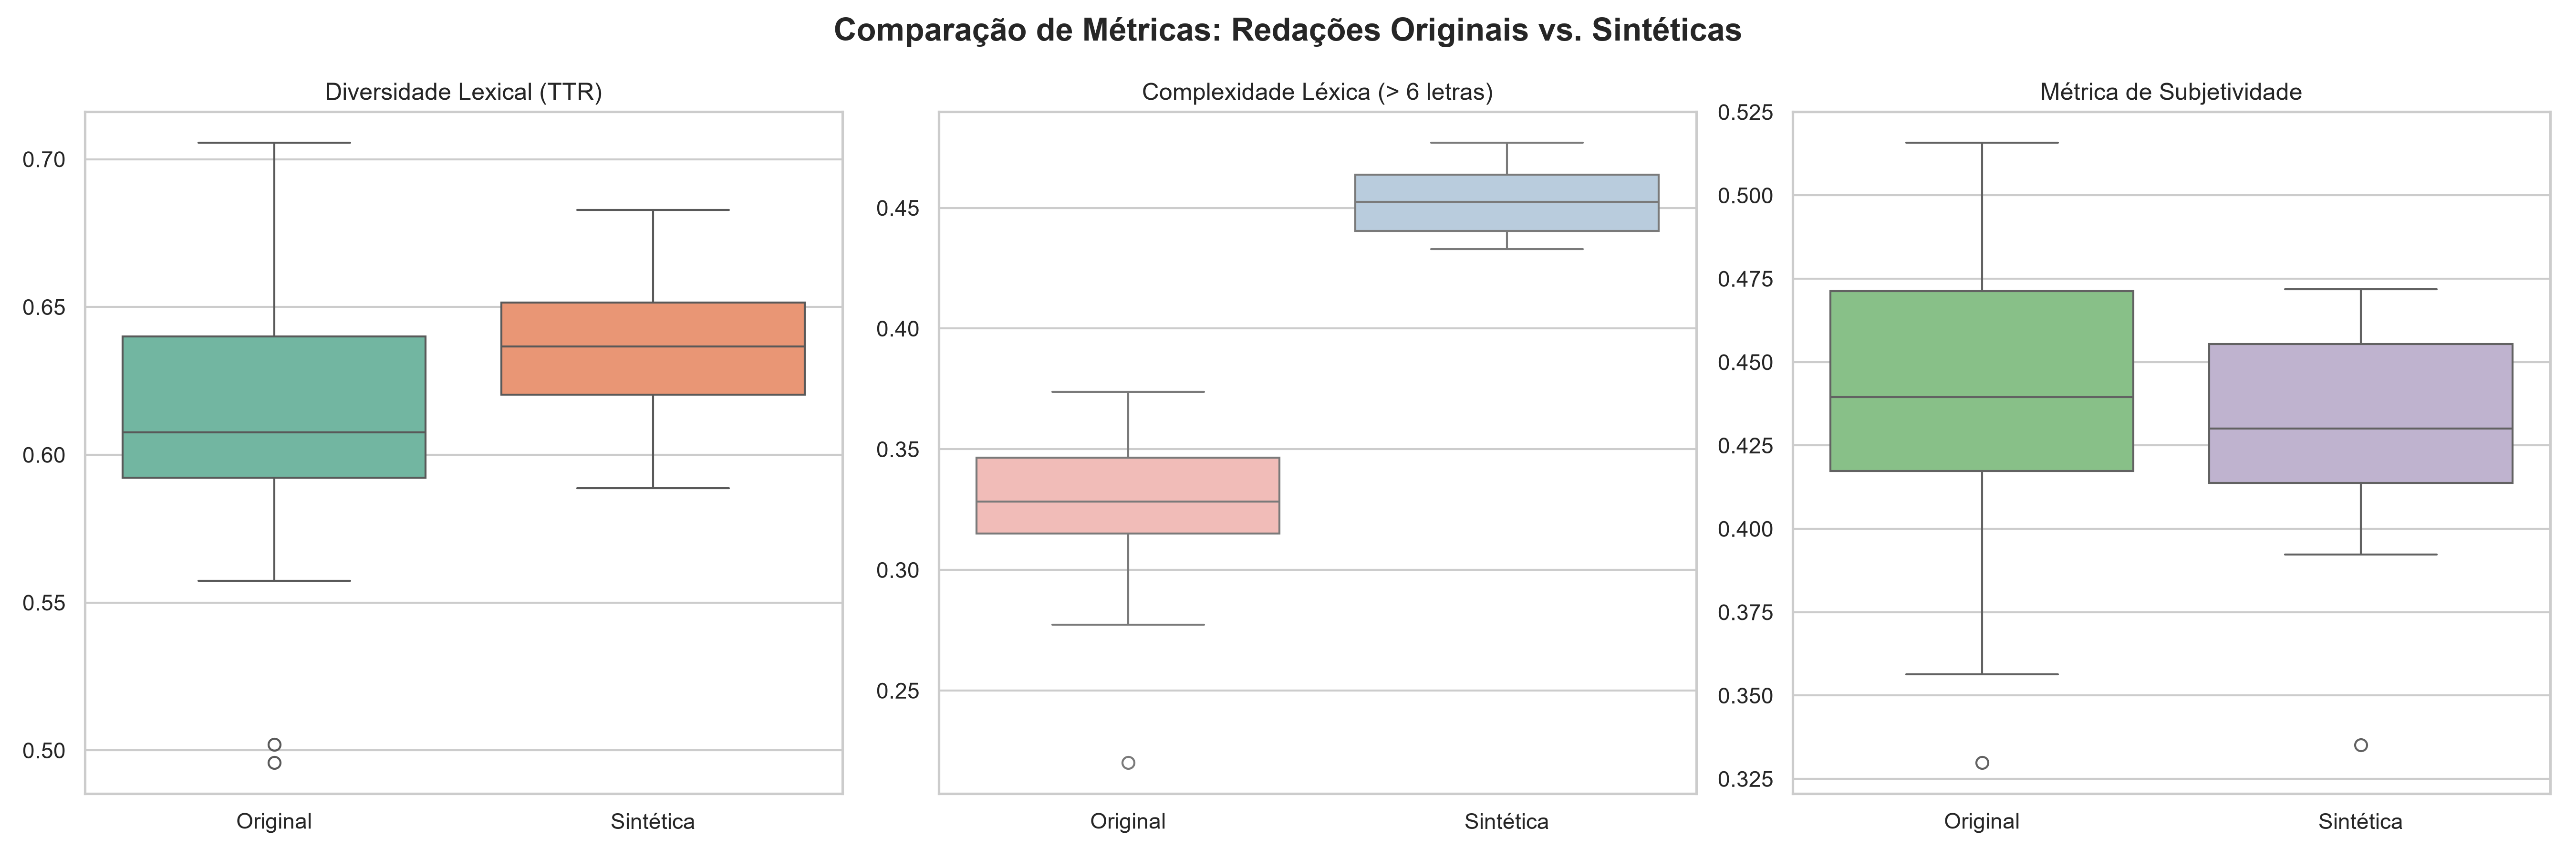 Comparação de Métricas: Redações Originais vs. Sintéticas
Diversidade Lexical (TTR)
0.70
0.65
0.60
0.55
0.50
Original
Sintética
Complexidade Léxica (> 6 letras)
0.45
0.40
0.35
0.30
0.25
Original
Sintética
Métrica de Subjetividade
0.525
0.500
0.475
0.450
0.425
0.400
0.375
0.350
0.325
Original
Sintética